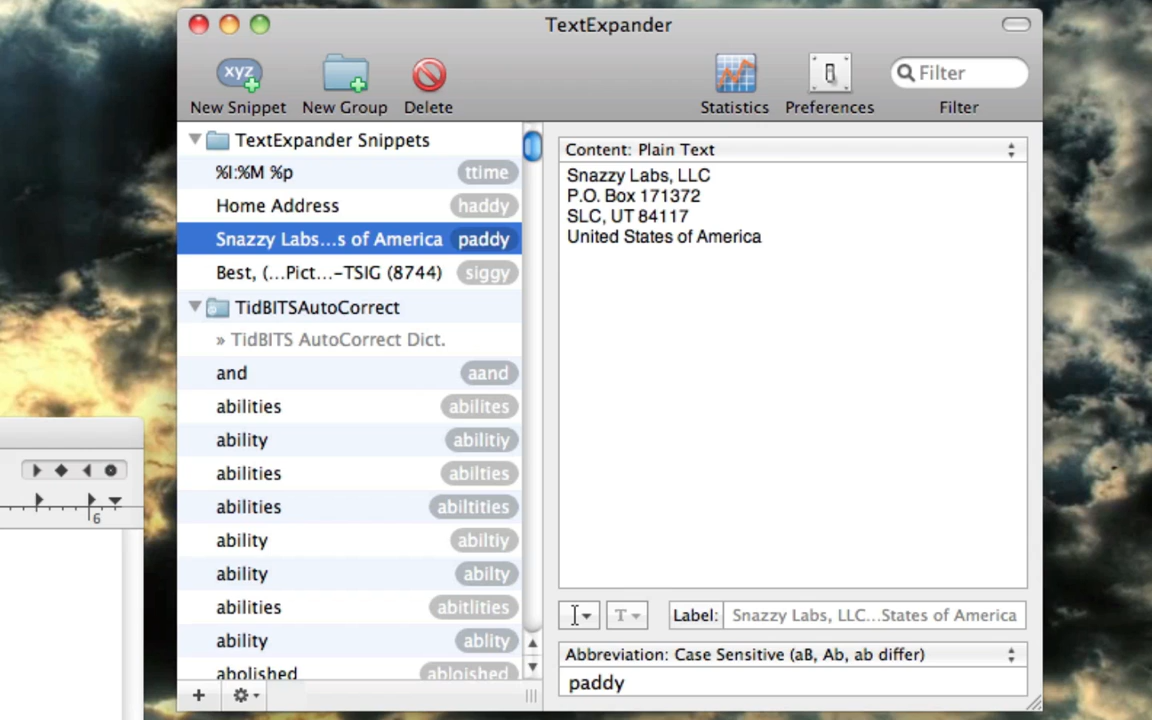 TextExpander
xyz
New Snippet
New Group
Delete
Statistics
Preferences
Filter
Filter
TextExpander Snippets
%I:%M %p ttime
Home Address haddy
Snazzy Labs...s of America paddy
Best, (...Pict...-TSIG (8744) siggy
TidBITSAutoCorrect
» TidBITS AutoCorrect Dict.
and aand
abilities abilites
ability abilitiy
abilities abilties
abilities abiltities
ability abiltiy
ability abilty
abilities abitlities
ability ablity
abolished abloished
Content: Plain Text
Snazzy Labs, LLC
P.O. Box 171372
SLC, UT 84117
United States of America
T
Label: Snazzy Labs, LLC...States of America
Abbreviation: Case Sensitive (aB, Ab, ab differ)
paddy
6